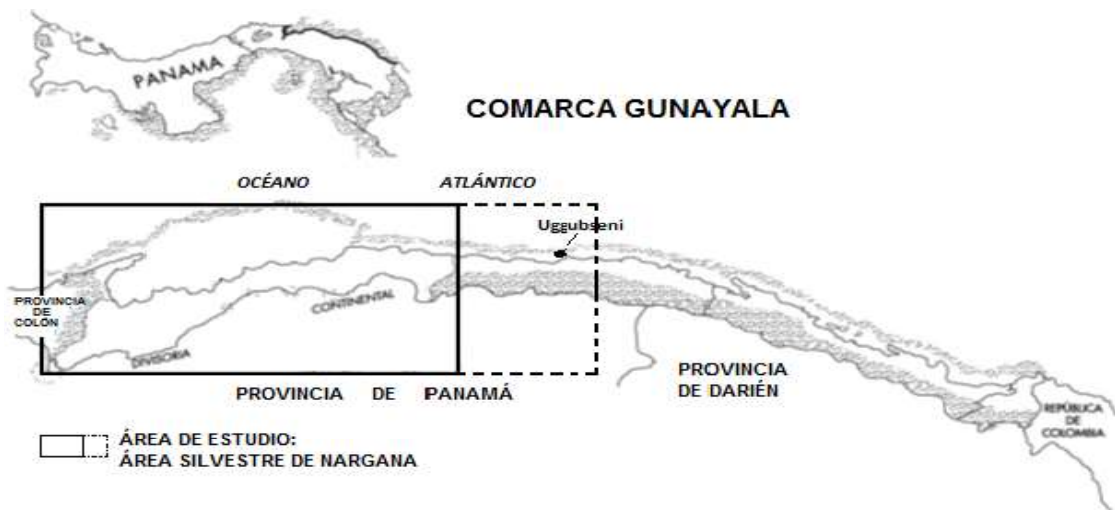 PANAMA
COMARCA GUNAYALA
OCÉANO ATLÁNTICO
Uggubseni
PROVINCIA
DE
COLÓN
CONTINENTAL
DIVISORIA
PROVINCIA DE PANAMÁ
PROVINCIA
DE DARIÉN
REPÚBLICA
DE
COLOMBIA
ÁREA DE ESTUDIO:
ÁREA SILVESTRE DE NARGANA